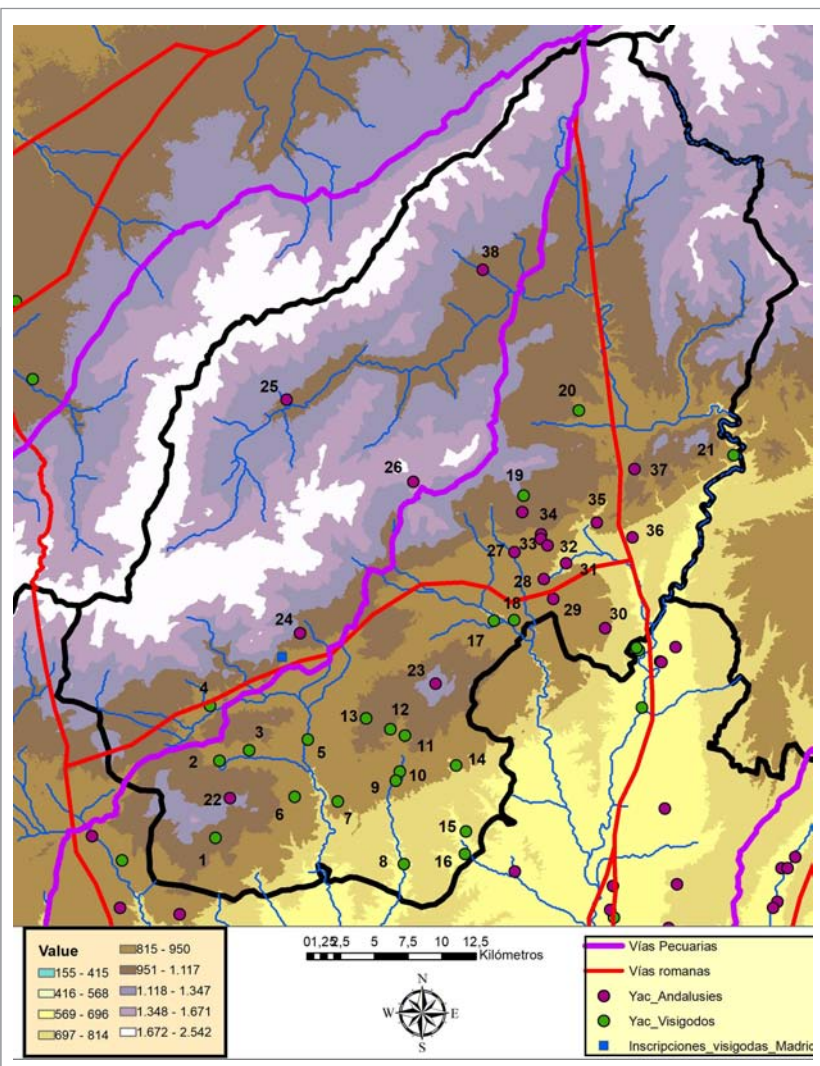 38
25
20
26
21
19
37
34
35
36
33
32
27
31
28
29
18
30
17
24
23
4
13
12
3
5
11
2
14
10
9
22
6
7
15
1
16
8
Value
155 - 415
416 - 568
569 - 696
697 - 814
815 - 950
951 - 1.117
1.118 - 1.347
1.348 - 1.671
1.672 - 2.542
01,252,5 5 7,5 10 12,5
Kilómetros
N
W E
S
Vías Pecuarias
Vías romanas
Yac_Andalusies
Yac_Visigodos
Inscripciones_visigodas_Madrid